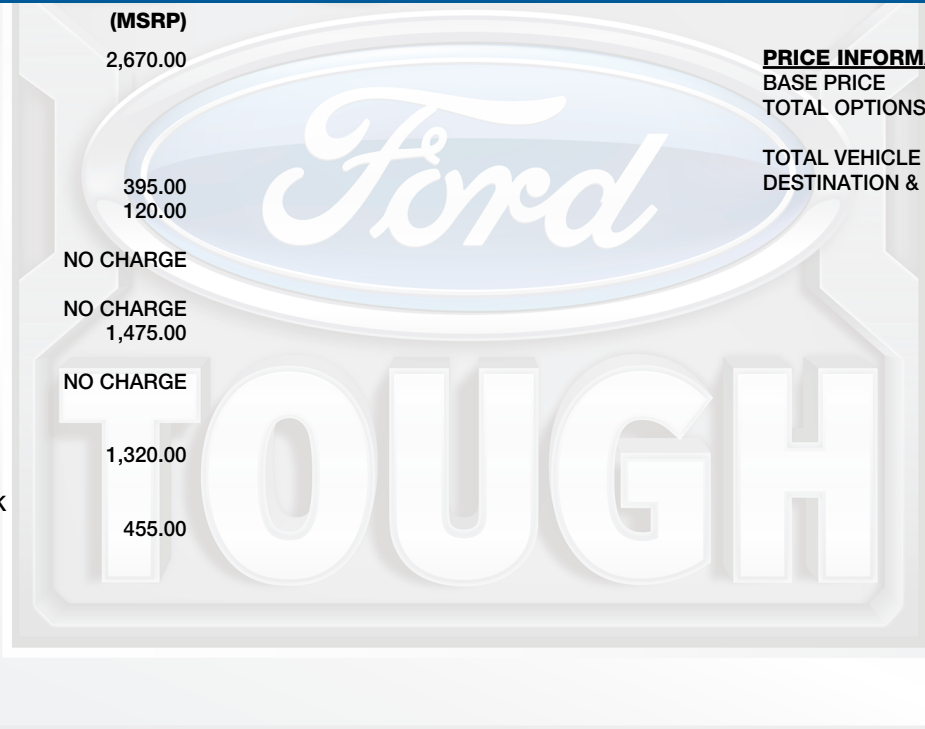 (MSRP)
2,670.00
PRICE INFORM
BASE PRICE
TOTAL OPTIONS
TOTAL VEHICLE
DESTINATION &
395.00
120.00
NO CHARGE
NO CHARGE
1,475.00
NO CHARGE
1,320.00
K
455.00
Ford
TOUGH